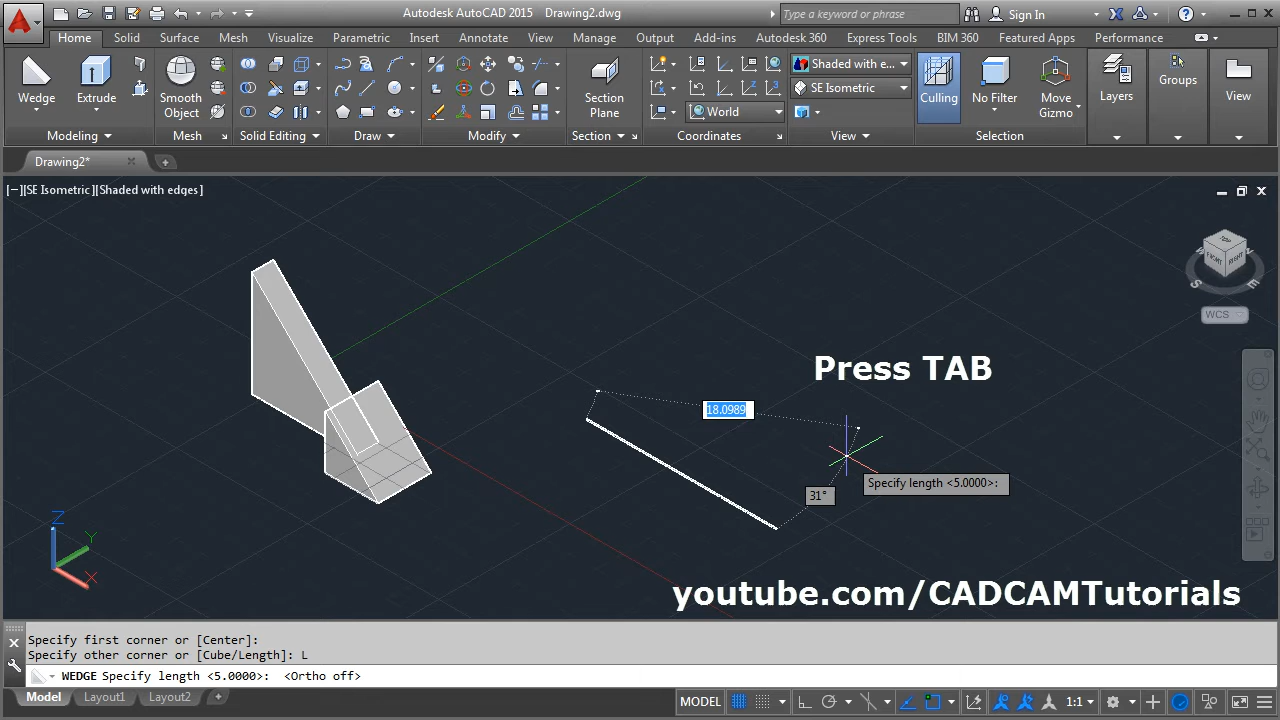 Autodesk AutoCAD 2015 Drawing2.dwg
Type a keyword or phrase
Sign In
Home Solid Surface Mesh Visualize Parametric Insert Annotate View Manage Output Add-ins Autodesk 360 Express Tools BIM 360 Featured Apps Performance
Wedge
Extrude
Smooth
Object
Section
Plane
World
Shaded with e...
SE Isometric
Culling
No Filter
Move
Gizmo
Layers
Groups
View
Modeling Mesh Solid Editing Draw Modify Section Coordinates View Selection
Drawing2*
[−][SE Isometric][Shaded with edges]
TOP
FRONT
RIGHT
S
E
WCS
Press TAB
18.0989
Specify length <5.0000>:
31°
Z
Y
X
youtube.com/CADCAMTutorials
Specify first corner or [Center]:
Specify other corner or [Cube/Length]: L
WEDGE Specify length <5.0000>: <Ortho off>
Model Layout1 Layout2
MODEL
1:1